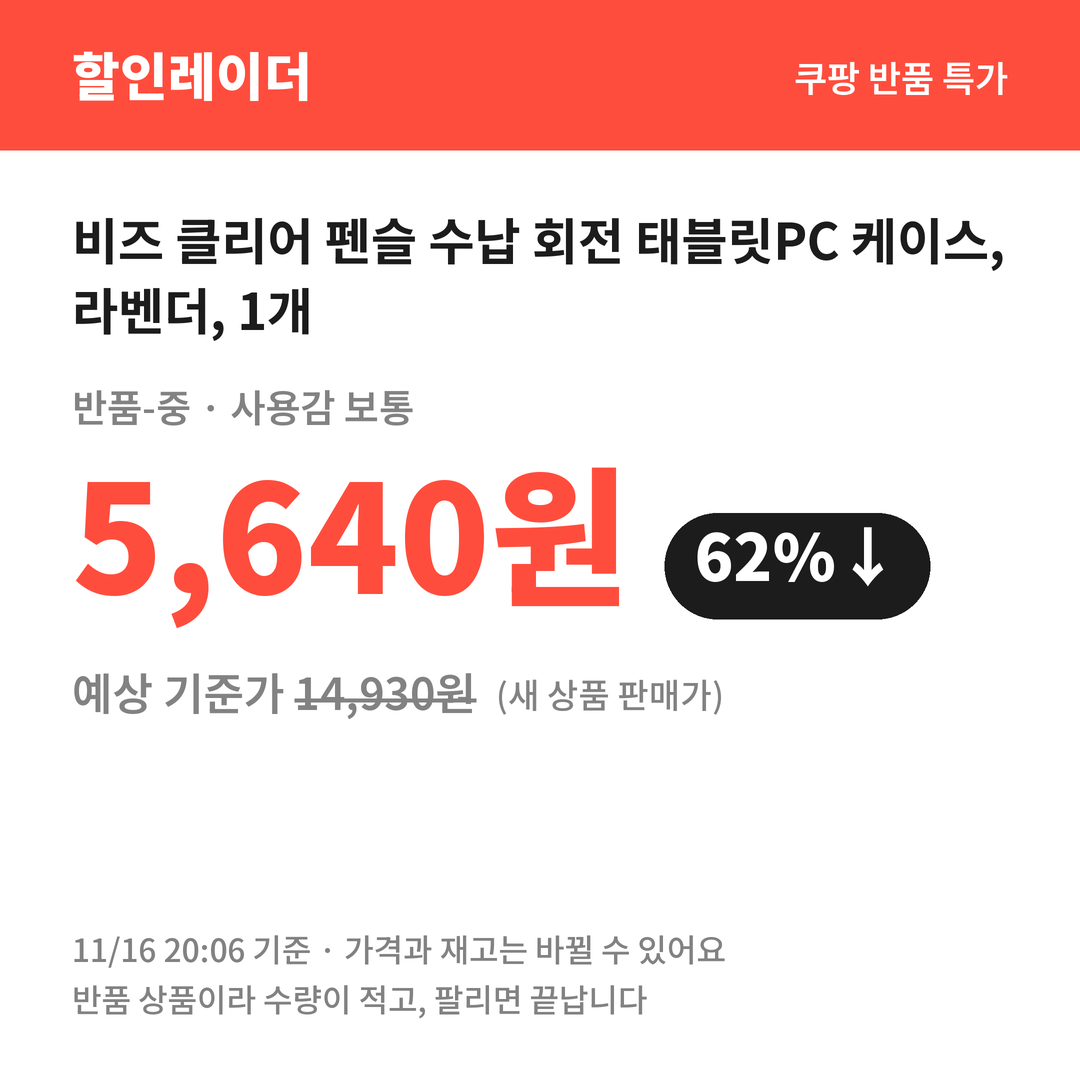 할인레이더
쿠팡 반품 특가
비즈 클리어 펜슬 수납 회전 태블릿PC 케이스,
라벤더, 1개
반품-중 · 사용감 보통
5,640원
62%↓
예상 기준가 14,930원 (새 상품 판매가)
11/16 20:06 기준 · 가격과 재고는 바뀔 수 있어요
반품 상품이라 수량이 적고, 팔리면 끝납니다